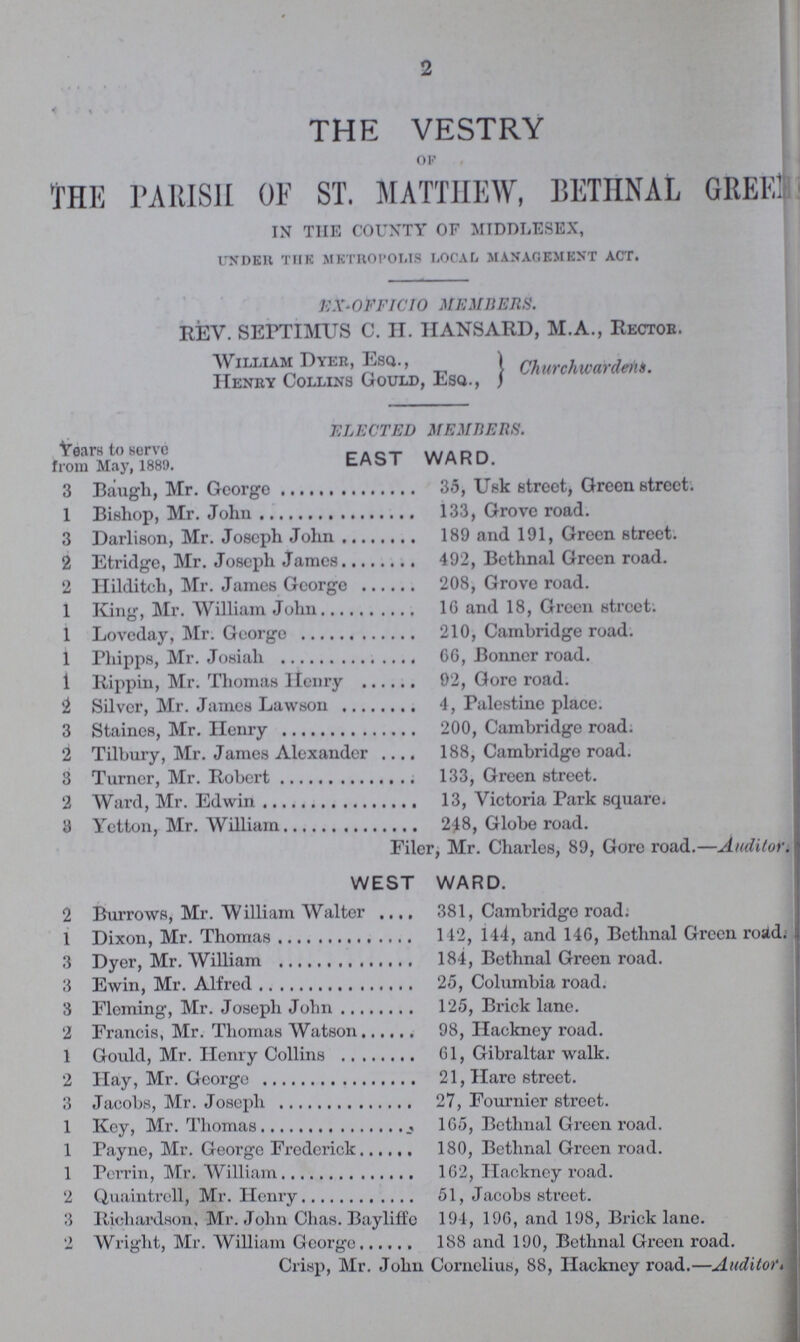 2
THE VESTRY
OF
THE PARISH OF ST. MATTHEW, BETHNAL GREE
IN THE COUNTY OF MIDDLESEX,
UNDER THE METROPOLIS LOCAL MANAGEMENT ACT.
EX-OFFICIO MEMBERS.
REV. SEPTIMUS C. H. HANSARD, M.A., RECTOR.
WILLIAM DYER, ESQ.,
HENRY COLLINS GOULD, ESQ., } Churchwardens.
ELECTED MEMBERS.
Years to serve
from May, 1889.
EAST WARD.
3 Baugh, Mr. George .............. 35, Usk street, Green street.
1 Bishop, Mr. John ................ 133, Grove road.
3 Darlison, Mr. Joseph John ........ 189 and 191, Green street.
2 Etridge, Mr. Joseph James........ 492, Bethnal Green road.
2 Hilditch, Mr. James George ...... 208, Grove road.
1 King, Mr. William John.......... 16 and 18, Green street.
1 Loveday, Mr. George ............ 210, Cambridge road.
1 Phipps, Mr. Josiah .............. 66, Bonner road.
1 Rippin, Mr. Thomas Henry ...... 92, Gore road.
2 Silver, Mr. James Lawson ........ 4, Palestine place.
3 Staines, Mr. Henry .............. 200, Cambridge road.
2 Tilbury, Mr. James Alexander .... 188, Cambridge road.
3 Turner, Mr. Robert .............. 133, Green street.
2 Ward, Mr. Edwin ................ 13, Victoria Park square.
3 Yetton, Mr. William.............. 248, Globe road.
Filer, Mr. Charles, 89, Gore road.—Auditor.
WEST WARD.
2 Burrows, Mr. William Walter .... 381, Cambridge road.
1 Dixon, Mr. Thomas .............. 142, 144, and 146, Bethnal Green road.
3 Dyer, Mr. William .............. 184, Bethnal Green road.
3 Ewin, Mr. Alfred ................ 25, Columbia road.
3 Fleming, Mr. Joseph John ........ 125, Brick lane.
2 Francis, Mr. Thomas Watson...... 98, Hackney road.
1 Gould, Mr. Henry Collins ........ 61, Gibraltar walk.
2 Hay, Mr. George ................ 21, Hare street.
3 Jacobs, Mr. Joseph .............. 27, Fournier street.
1 Key, Mr. Thomas................ 165, Bethnal Green road.
1 Payne, Mr. George Frederick...... 180, Bethnal Green road.
1 Perrin, Mr. William.............. 162, Hackney road.
2 Quaintrell, Mr. Henry............ 51, Jacobs street.
3 Richardson, Mr. John Chas. Bayliffe 194, 196, and 198, Brick lane.
2 Wright, Mr. William George...... 188 and 190, Bethnal Green road.
Crisp, Mr. John Cornelius, 88, Hackney road.—Auditor.